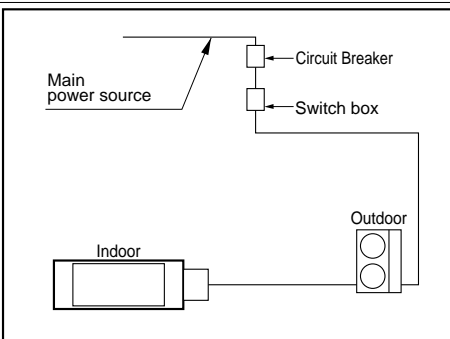 Circuit Breaker
Main
power source
Switch box
Outdoor
Indoor